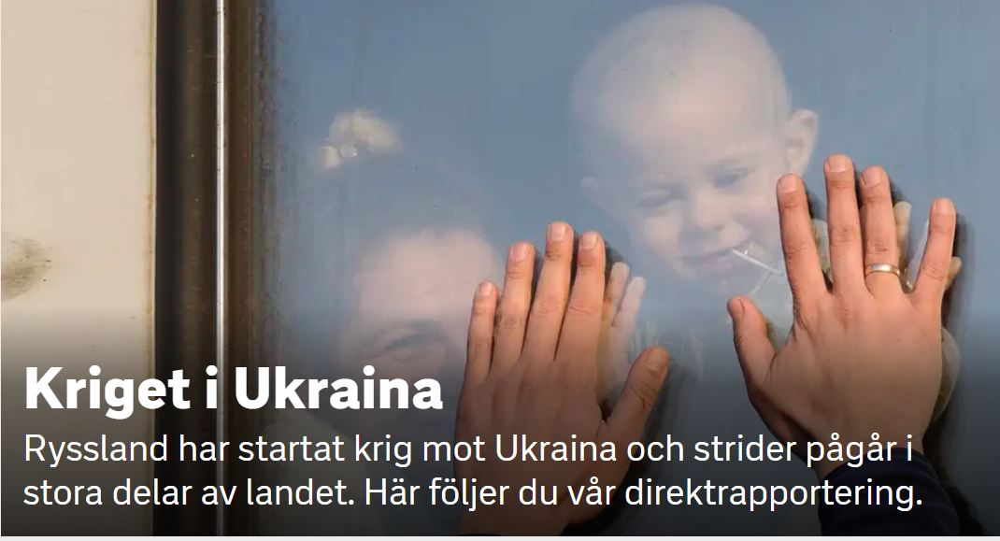 Kriget i Ukraina
Ryssland har startat krig mot Ukraina och strider pågår i
stora delar av landet. Här följer du vår direktrapportering.